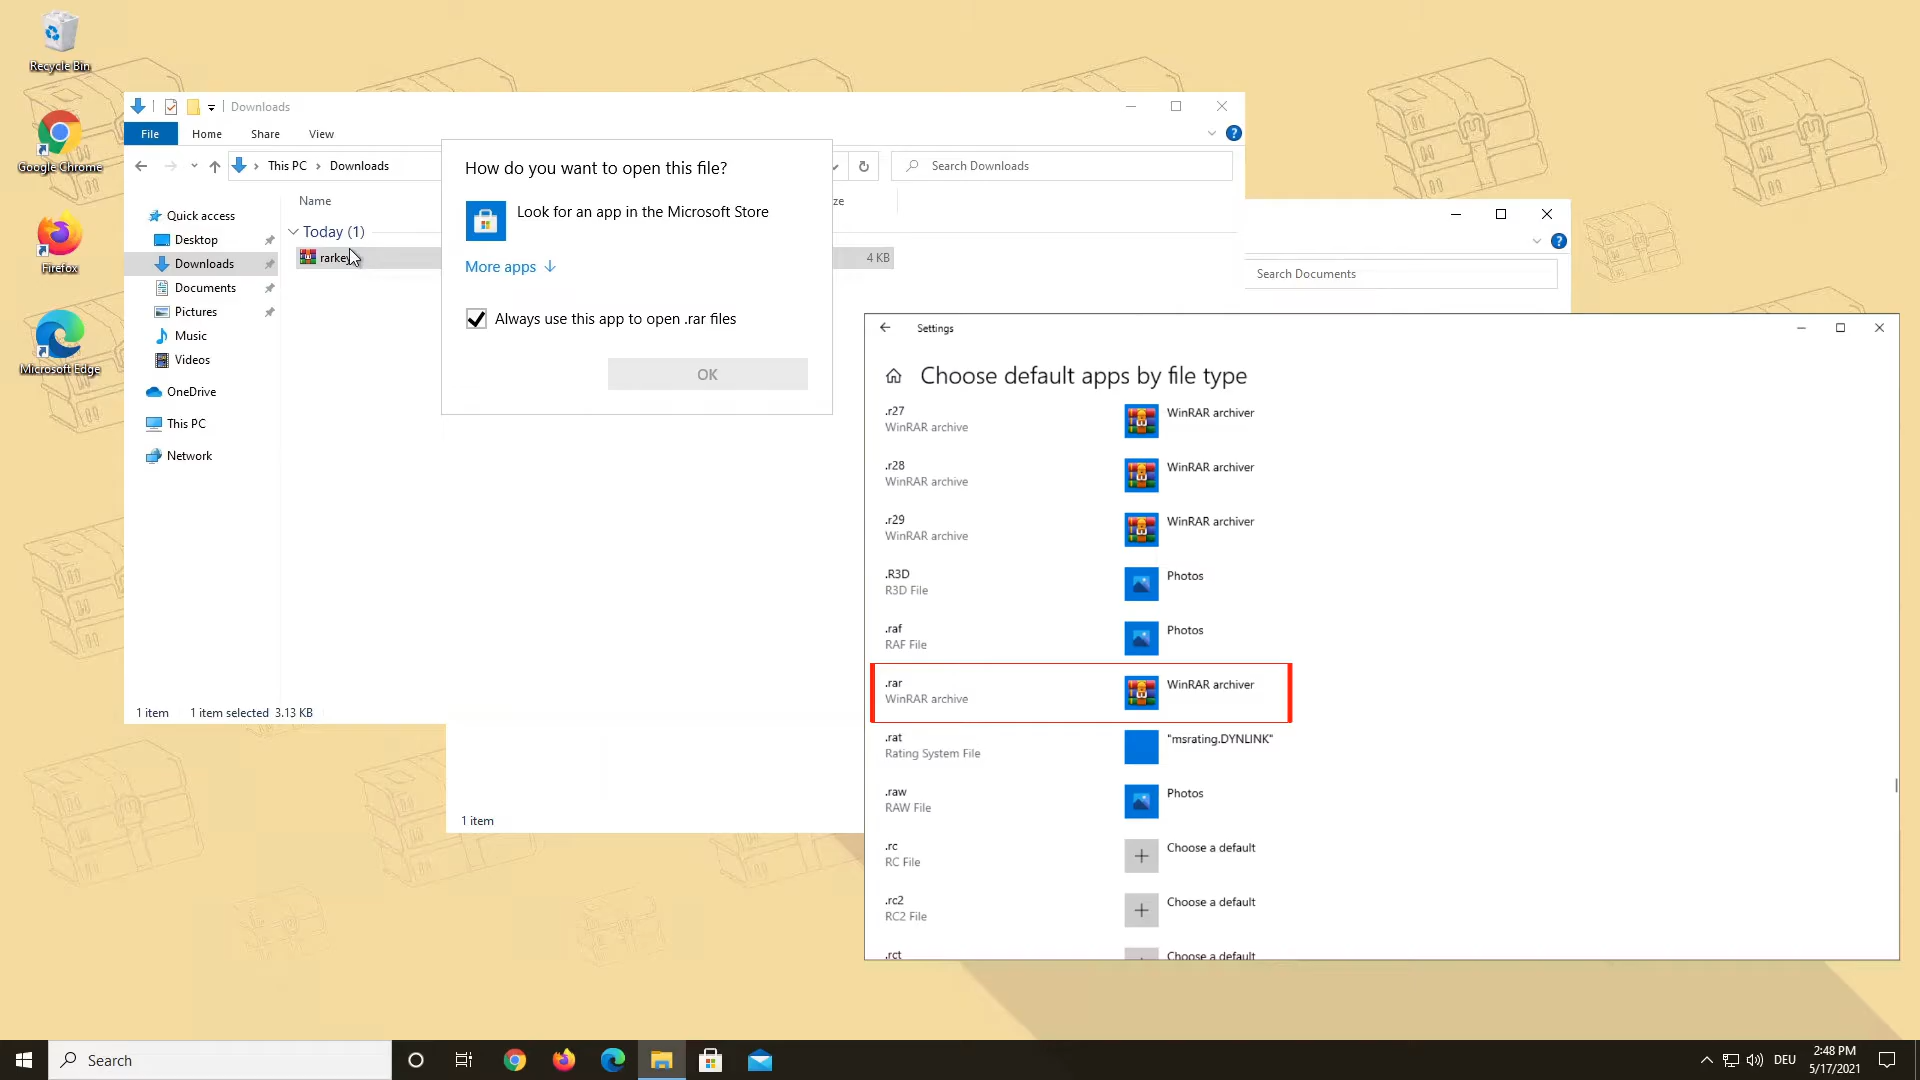 Recycle Bin
Google Chrome
Firefox
Microsoft Edge
Downloads
File Home Share View
This PC Downloads
Search Downloads
Name
ze
Quick access
Desktop
Downloads
Documents
Pictures
Music
Videos
OneDrive
This PC
Network
Today (1)
4 KB
1 item 1 item selected 3.13 KB
How do you want to open this file?
Look for an app in the Microsoft Store
More apps
Always use this app to open .rar files
OK
Search Documents
1 item
Settings
Choose default apps by file type
.r27
WinRAR archive
WinRAR archiver
.r28
WinRAR archive
WinRAR archiver
.r29
WinRAR archive
WinRAR archiver
.R3D
R3D File
Photos
.raf
RAF File
Photos
.rar
WinRAR archive
WinRAR archiver
.rat
Rating System File
"msrating.DYNLINK"
.raw
RAW File
Photos
.rc
RC File
Choose a default
.rc2
RC2 File
Choose a default
.rct
Choose a default
Search
DEU
2:48 PM
5/17/2021